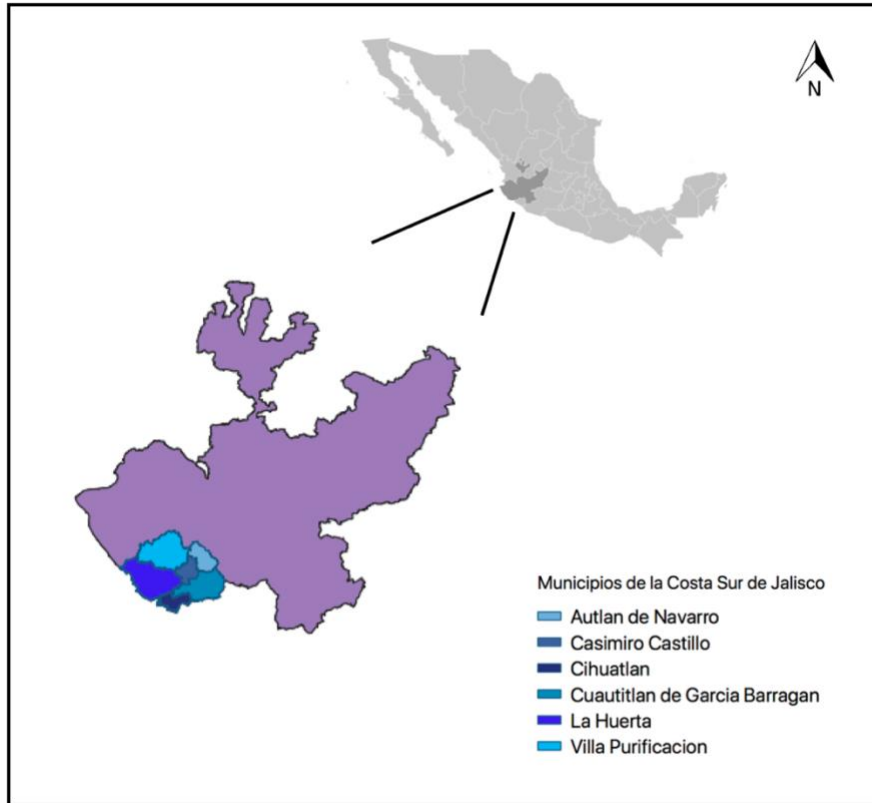 N
Municipios de la Costa Sur de Jalisco
Autlan de Navarro
Casimiro Castillo
Cihuatlan
Cuautitlan de Garcia Barragan
La Huerta
Villa Purificacion